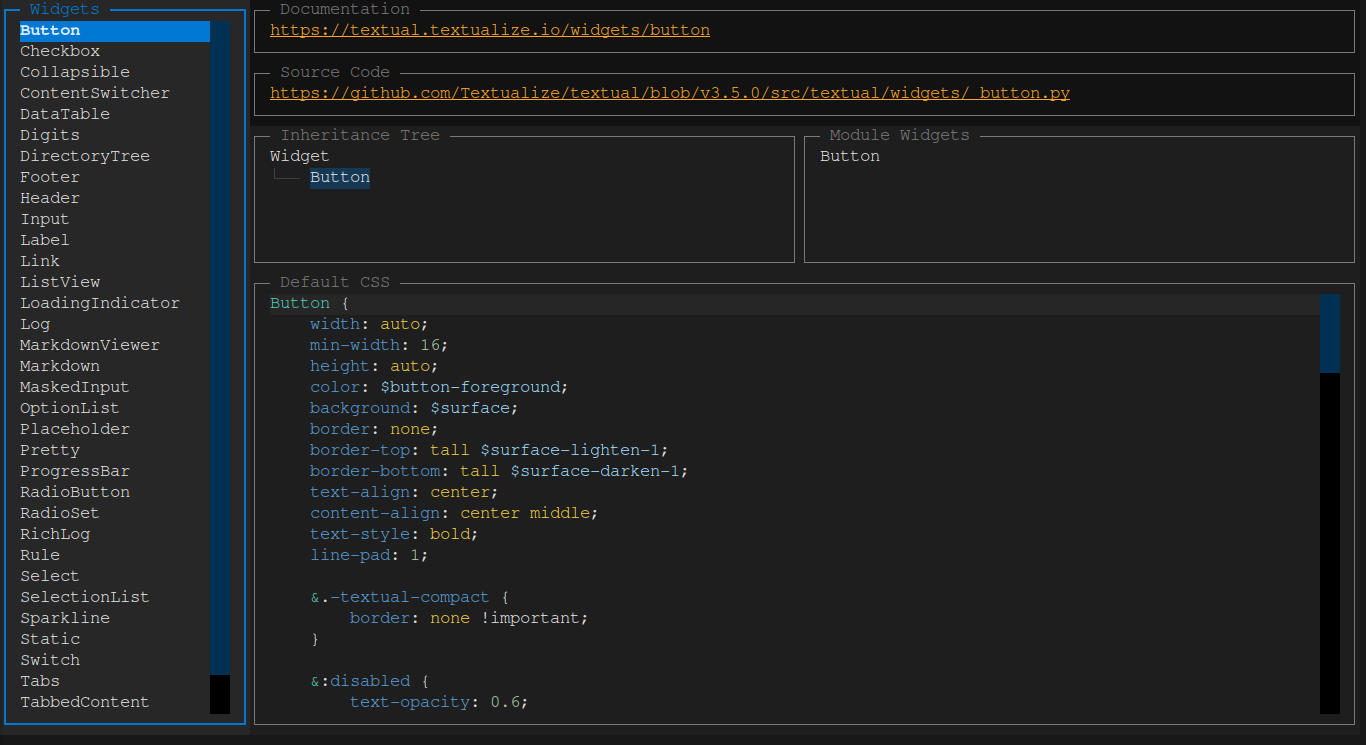 Widgets
Button
Checkbox
Collapsible
ContentSwitcher
DataTable
Digits
DirectoryTree
Footer
Header
Input
Label
Link
ListView
LoadingIndicator
Log
MarkdownViewer
Markdown
MaskedInput
OptionList
Placeholder
Pretty
ProgressBar
RadioButton
RadioSet
RichLog
Rule
Select
SelectionList
Sparkline
Static
Switch
Tabs
TabbedContent
Documentation
https://textual.textualize.io/widgets/button
Source Code
https://github.com/Textualize/textual/blob/v3.5.0/src/textual/widgets/_button.py
Inheritance Tree
Widget
Button
Module Widgets
Button
Default CSS
Button {
    width: auto;
    min-width: 16;
    height: auto;
    color: $button-foreground;
    background: $surface;
    border: none;
    border-top: tall $surface-lighten-1;
    border-bottom: tall $surface-darken-1;
    text-align: center;
    content-align: center middle;
    text-style: bold;
    line-pad: 1;
    &.-textual-compact {
        border: none !important;
    }
    &:disabled {
        text-opacity: 0.6;